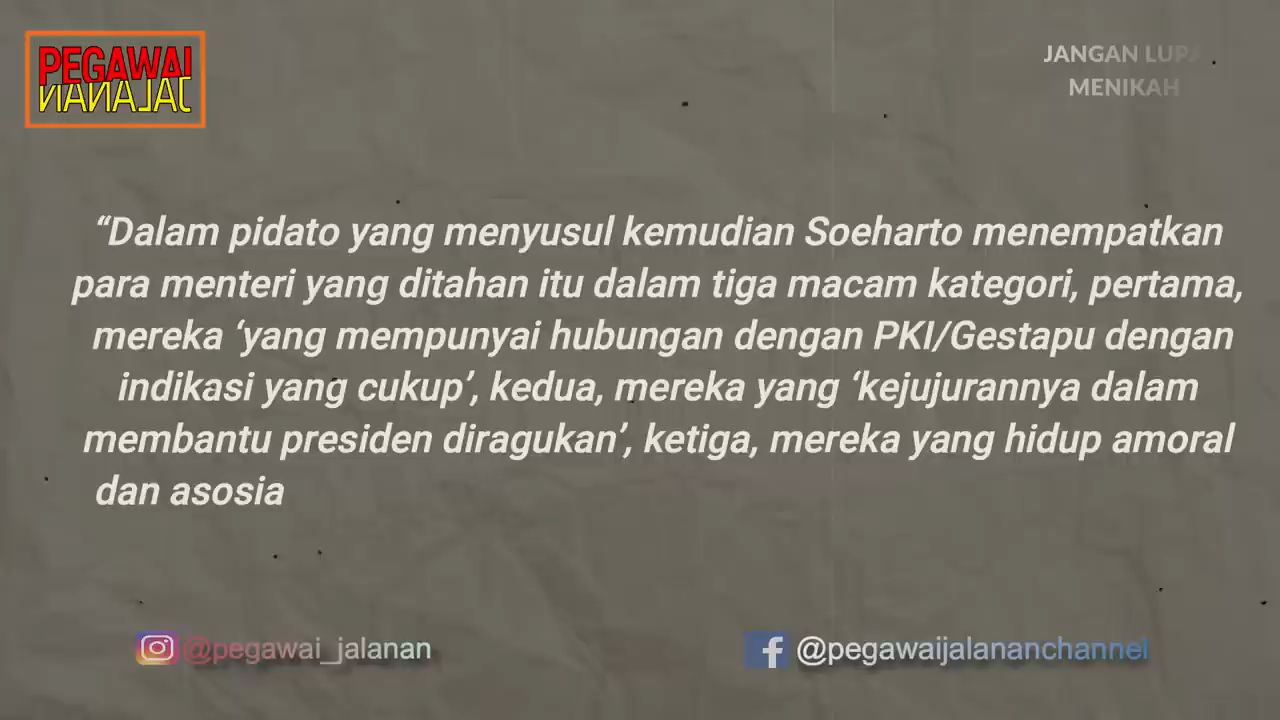 PEGAWAI
JALANAN
JANGAN LUPA
MENIKAH
“Dalam pidato yang menyusul kemudian Soeharto menempatkan
para menteri yang ditahan itu dalam tiga macam kategori, pertama,
mereka ‘yang mempunyai hubungan dengan PKI/Gestapu dengan
indikasi yang cukup’, kedua, mereka yang ‘kejujurannya dalam
membantu presiden diragukan’, ketiga, mereka yang hidup amoral
dan asosia
@pegawai_jalanan
@pegawaijalananchannel